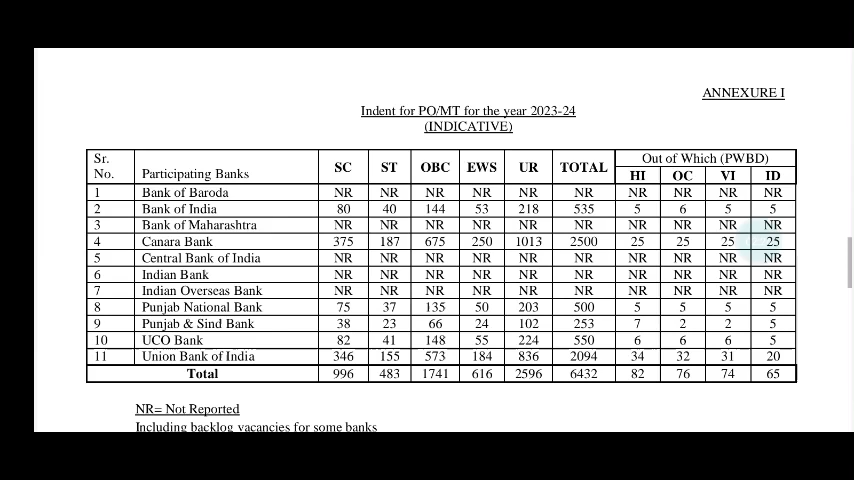 ANNEXURE I
Indent for PO/MT for the year 2023-24
(INDICATIVE)
Sr. No. Participating Banks SC ST OBC EWS UR TOTAL Out of Which (PWBD)
HI OC VI ID
1 Bank of Baroda NR NR NR NR NR NR NR NR NR NR
2 Bank of India 80 40 144 53 218 535 5 6 5 5
3 Bank of Maharashtra NR NR NR NR NR NR NR NR NR NR
4 Canara Bank 375 187 675 250 1013 2500 25 25 25 25
5 Central Bank of India NR NR NR NR NR NR NR NR NR NR
6 Indian Bank NR NR NR NR NR NR NR NR NR NR
7 Indian Overseas Bank NR NR NR NR NR NR NR NR NR NR
8 Punjab National Bank 75 37 135 50 203 500 5 5 5 5
9 Punjab & Sind Bank 38 23 66 24 102 253 7 2 2 5
10 UCO Bank 82 41 148 55 224 550 6 6 6 5
11 Union Bank of India 346 155 573 184 836 2094 34 32 31 20
Total 996 483 1741 616 2596 6432 82 76 74 65
NR= Not Reported
Including backlog vacancies for some banks